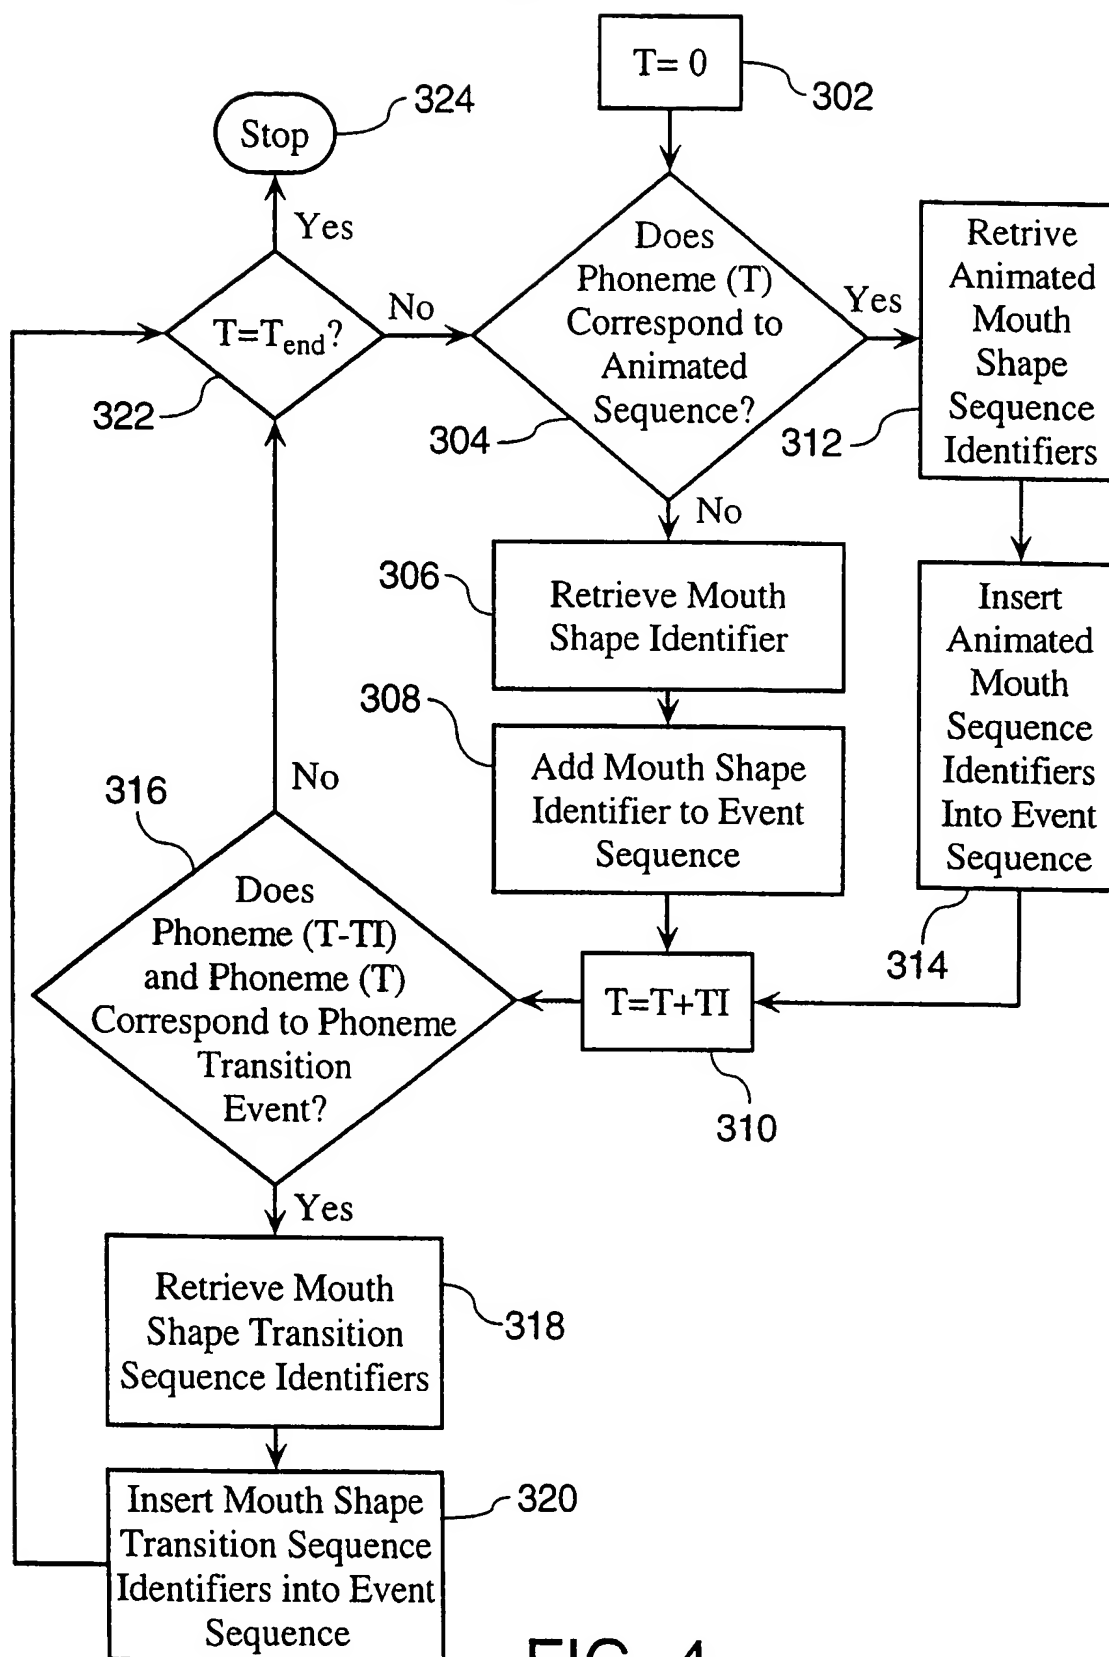 T= 0
302
324
Stop
Yes
T=Tend?
No
322
Does
Phoneme (T)
Correspond to
Animated
Sequence?
304
Yes
Retrive
Animated
Mouth
Shape
Sequence
Identifiers
312
No
306
Retrieve Mouth
Shape Identifier
308
Add Mouth Shape
Identifier to Event
Sequence
Insert
Animated
Mouth
Sequence
Identifiers
Into Event
Sequence
314
T=T+TI
310
316
No
Does
Phoneme (T-TI)
and Phoneme (T)
Correspond to Phoneme
Transition
Event?
Yes
Retrieve Mouth
Shape Transition
Sequence Identifiers
318
Insert Mouth Shape
Transition Sequence
Identifiers into Event
Sequence
320
FIG. 4